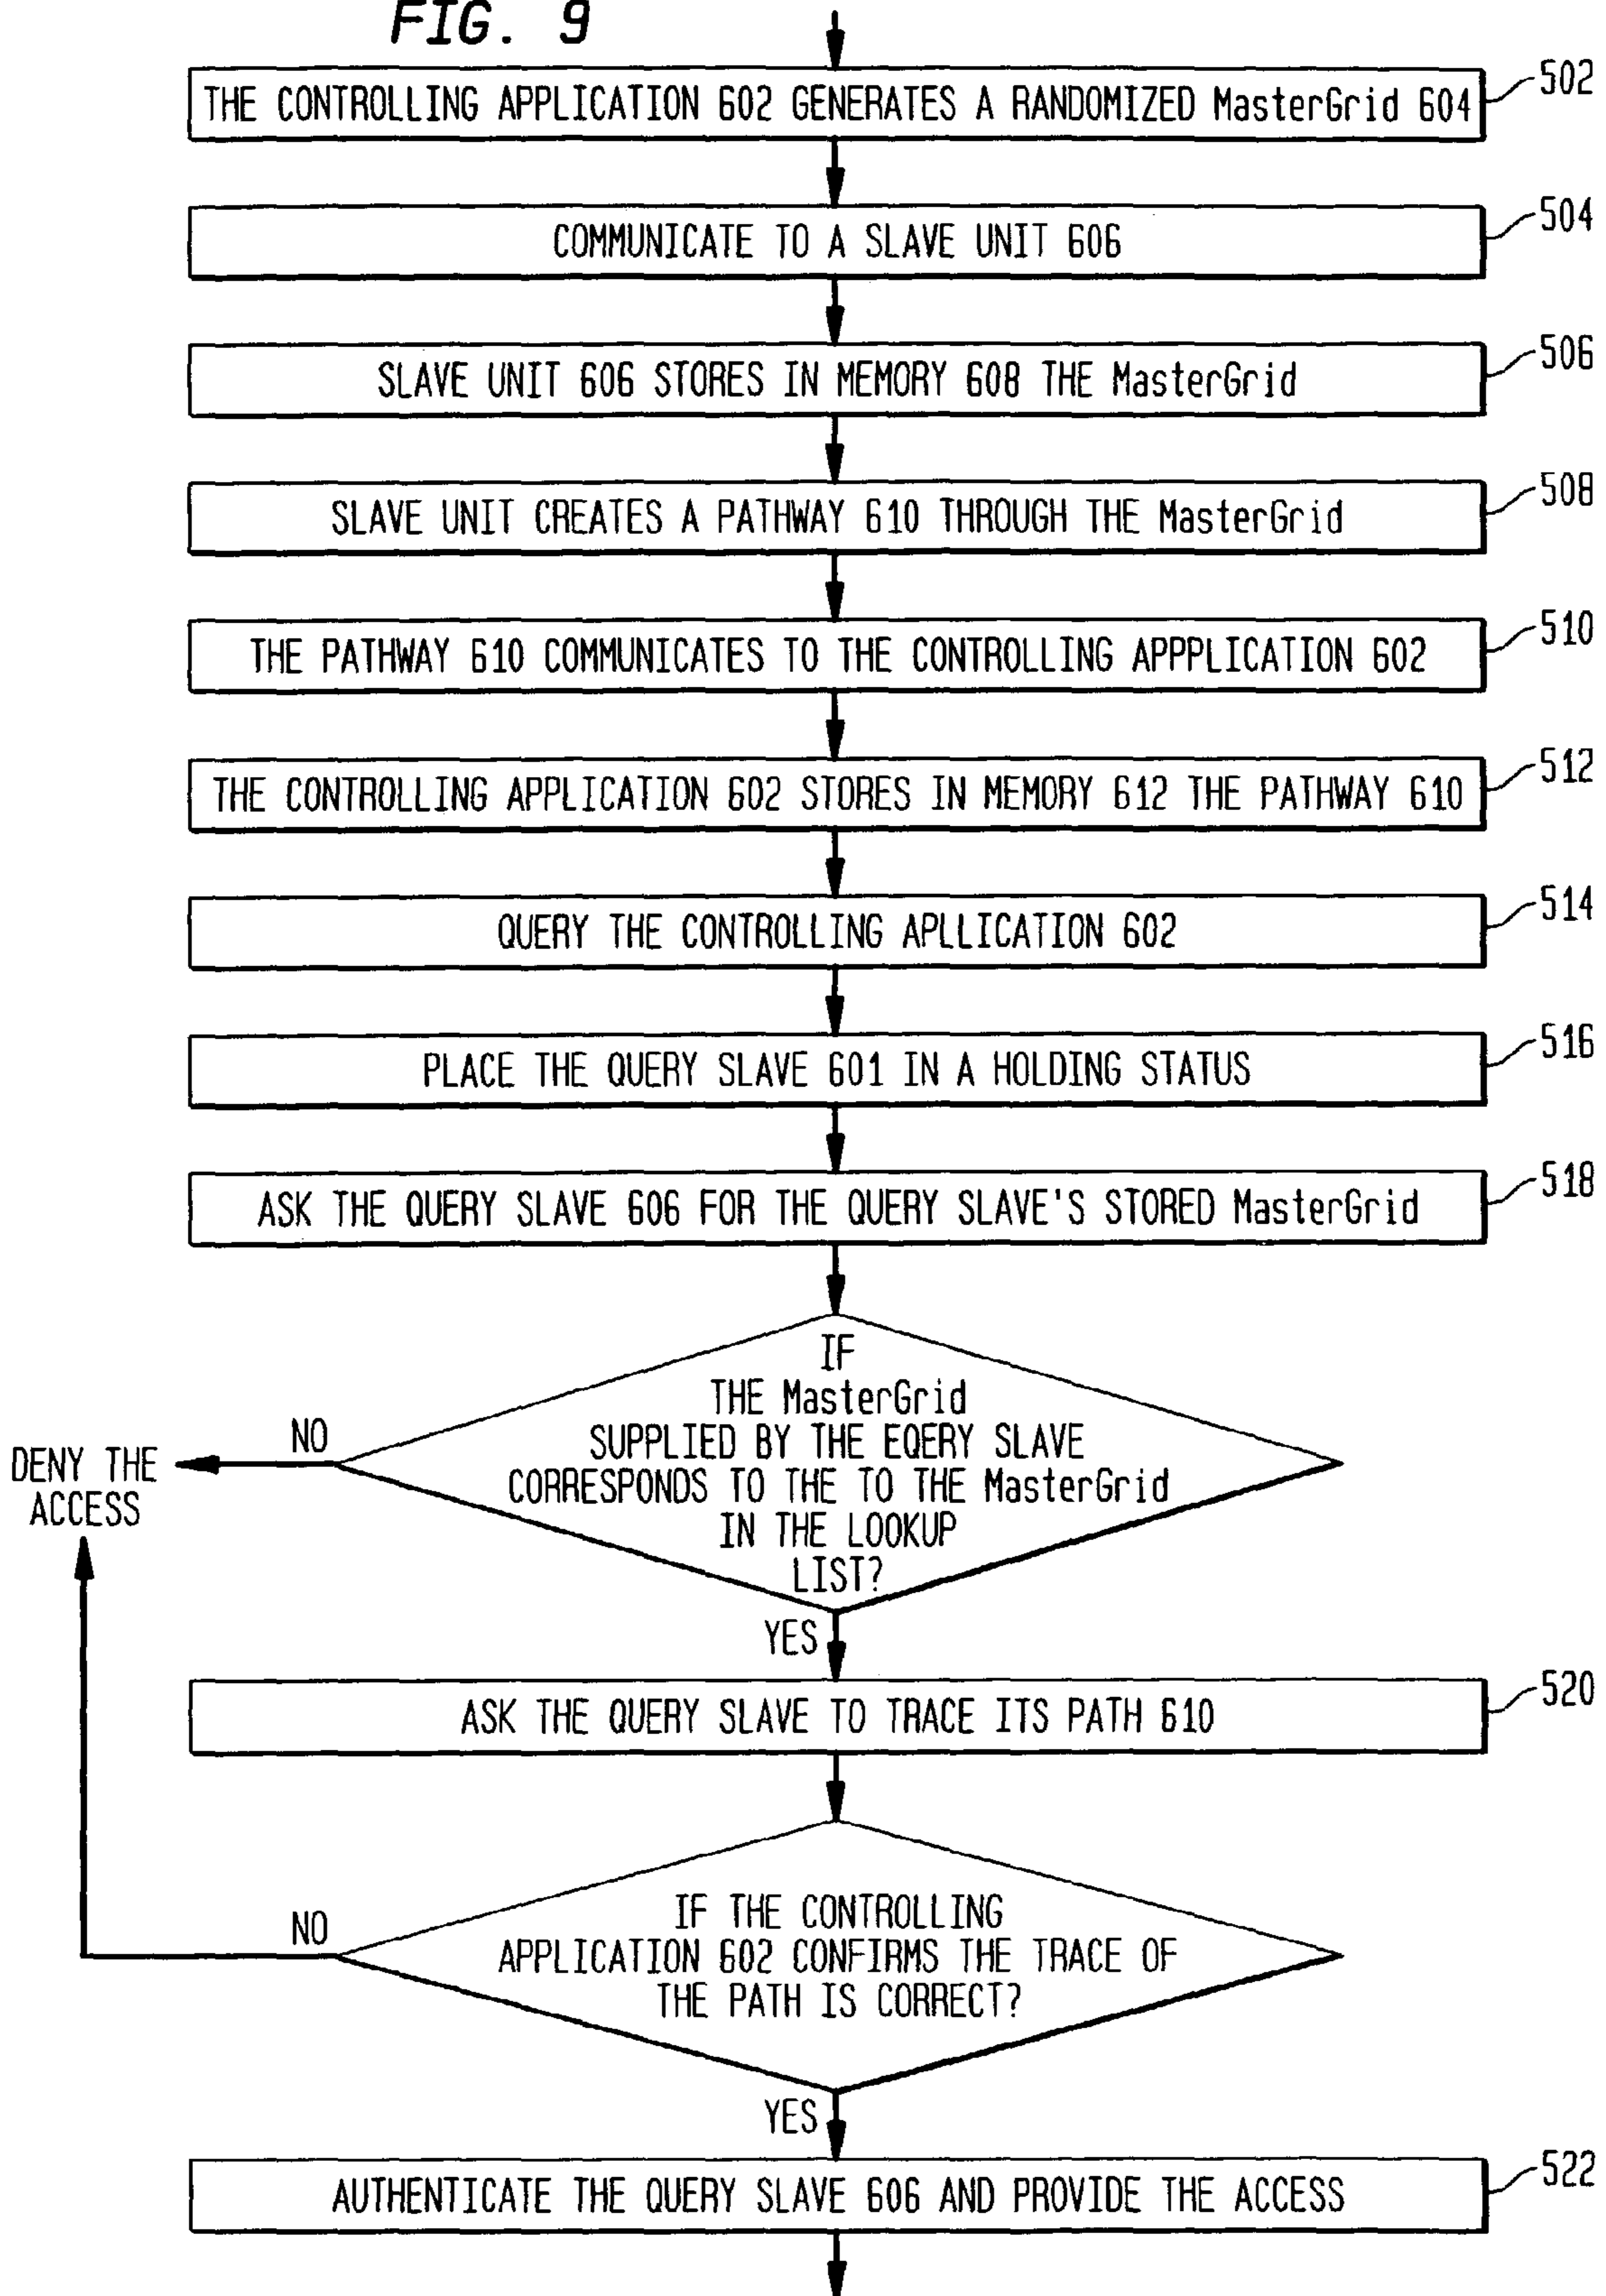 FIG. 9
THE CONTROLLING APPLICATION 602 GENERATES A RANDOMIZED MasterGrid 604
502
COMMUNICATE TO A SLAVE UNIT 606
504
SLAVE UNIT 606 STORES IN MEMORY 608 THE MasterGrid
506
SLAVE UNIT CREATES A PATHWAY 610 THROUGH THE MasterGrid
508
THE PATHWAY 610 COMMUNICATES TO THE CONTROLLING APPPLICATION 602
510
THE CONTROLLING APPLICATION 602 STORES IN MEMORY 612 THE PATHWAY 610
512
QUERY THE CONTROLLING APLLICATION 602
514
PLACE THE QUERY SLAVE 601 IN A HOLDING STATUS
516
ASK THE QUERY SLAVE 606 FOR THE QUERY SLAVE'S STORED MasterGrid
518
IF
THE MasterGrid
SUPPLIED BY THE EQERY SLAVE
CORRESPONDS TO THE TO THE MasterGrid
IN THE LOOKUP
LIST?
NO
DENY THE
ACCESS
YES
ASK THE QUERY SLAVE TO TRACE ITS PATH 610
520
IF THE CONTROLLING
APPLICATION 602 CONFIRMS THE TRACE OF
THE PATH IS CORRECT?
NO
YES
AUTHENTICATE THE QUERY SLAVE 606 AND PROVIDE THE ACCESS
522